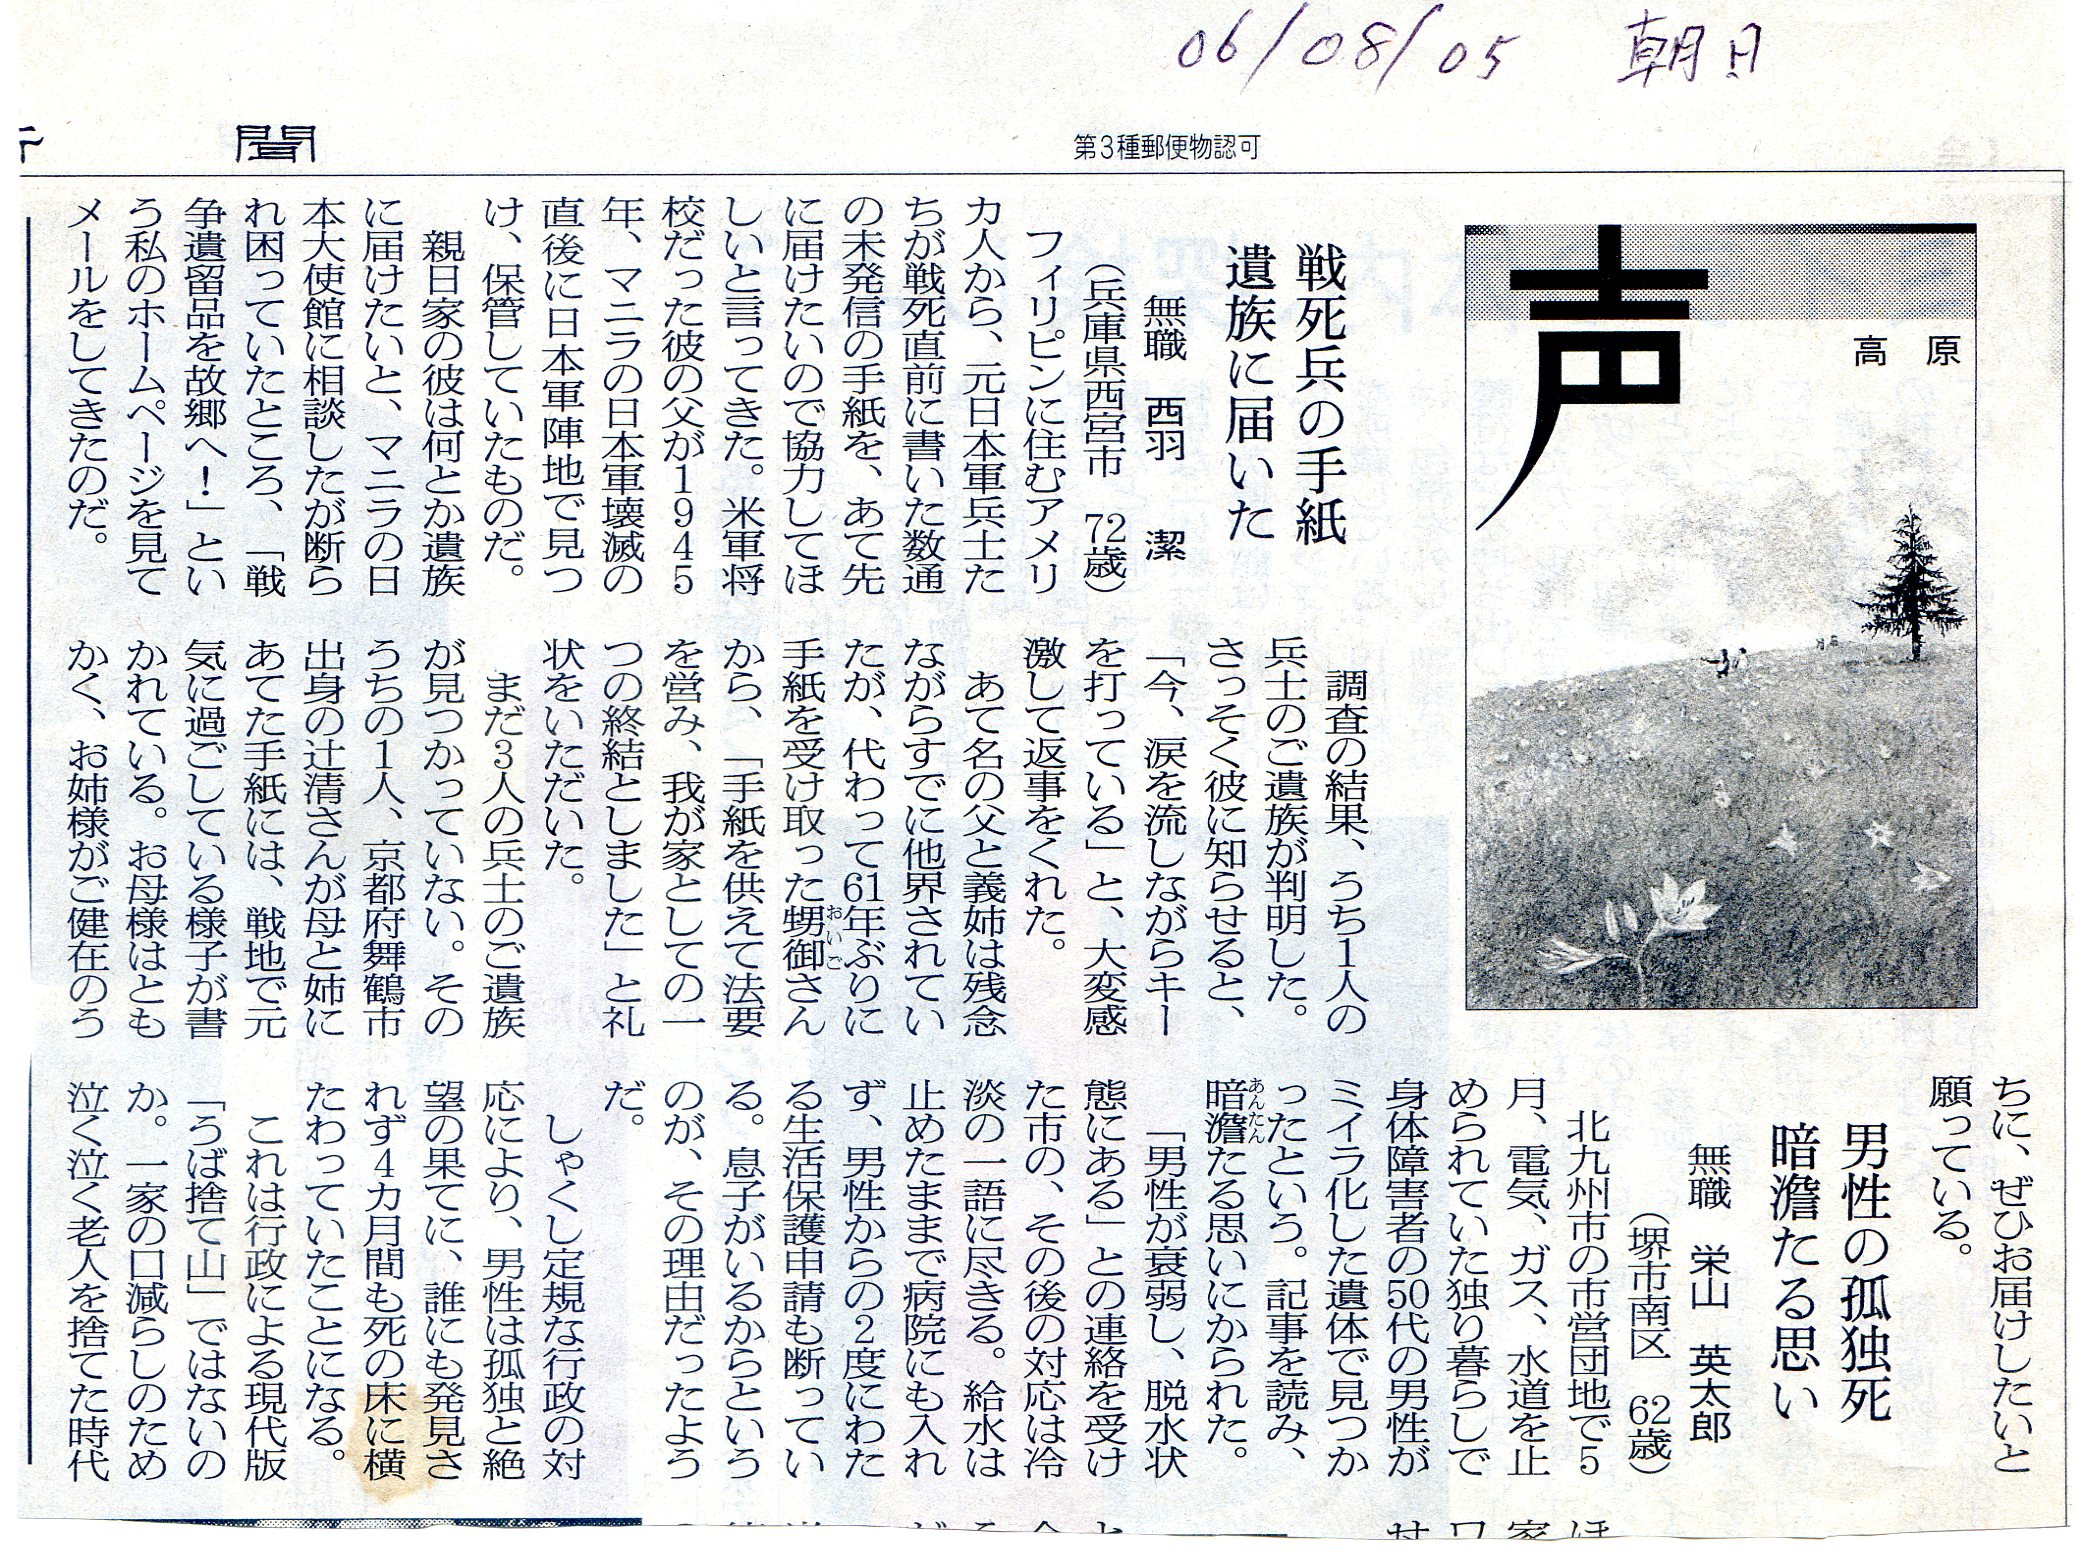 06/08/05 朝日
聞
第3種郵便物認可
声
高原
戦死兵の手紙
遺族に届いた
無職 西羽 潔
(兵庫県西宮市 72歳)
フィリピンに住むアメリ
カ人から、元日本軍兵士た
ちが戦死直前に書いた数通
の未発信の手紙を、あて先
に届けたいので協力してほ
しいと言ってきた。米軍将
校だった彼の父が1945
年、マニラの日本軍壊滅の
直後に日本軍陣地で見つ
け、保管していたものだ。
親日家の彼は何とか遺族
に届けたいと、マニラの日
本大使館に相談したが断ら
れ困っていたところ、「戦
争遺留品を故郷へ!」とい
う私のホームページを見て
メールをしてきたのだ。
調査の結果、うち1人の
兵士のご遺族が判明した。
さっそく彼に知らせると、
「今、涙を流しながらキー
を打っている」と、大変感
激して返事をくれた。
あて名の父と義姉は残念
ながらすでに他界されてい
たが、代わって61年ぶりに
手紙を受け取った甥御さん
おいご
から、「手紙を供えて法要
を営み、我が家としての一
つの終結としました」と礼
状をいただいた。
まだ3人の兵士のご遺族
が見つかっていない。その
うちの1人、京都府舞鶴市
出身の辻清さんが母と姉に
あてた手紙には、戦地で元
気に過ごしている様子が書
かれている。お母様はとも
かく、お姉様がご健在のう
ちに、ぜひお届けしたいと
願っている。
男性の孤独死
暗澹たる思い
無職 栄山 英太郎
(堺市南区 62歳)
北九州市の市営団地で5
月、電気、ガス、水道を止
められていた独り暮らしで
身体障害者の50代の男性が
ミイラ化した遺体で見つか
ったという。記事を読み、
暗澹たる思いにかられた。
あんたん
「男性が衰弱し、脱水状
態にある」との連絡を受け
た市の、その後の対応は冷
淡の一語に尽きる。給水は
止めたままで病院にも入れ
ず、男性からの2度にわた
る生活保護申請も断ってい
る。息子がいるからという
のが、その理由だったよう
だ。
しゃくし定規な行政の対
応により、男性は孤独と絶
望の果てに、誰にも発見さ
れず4カ月間も死の床に横
たわっていたことになる。
これは行政による現代版
「うば捨て山」ではないの
か。一家の口減らしのため
泣く泣く老人を捨てた時代